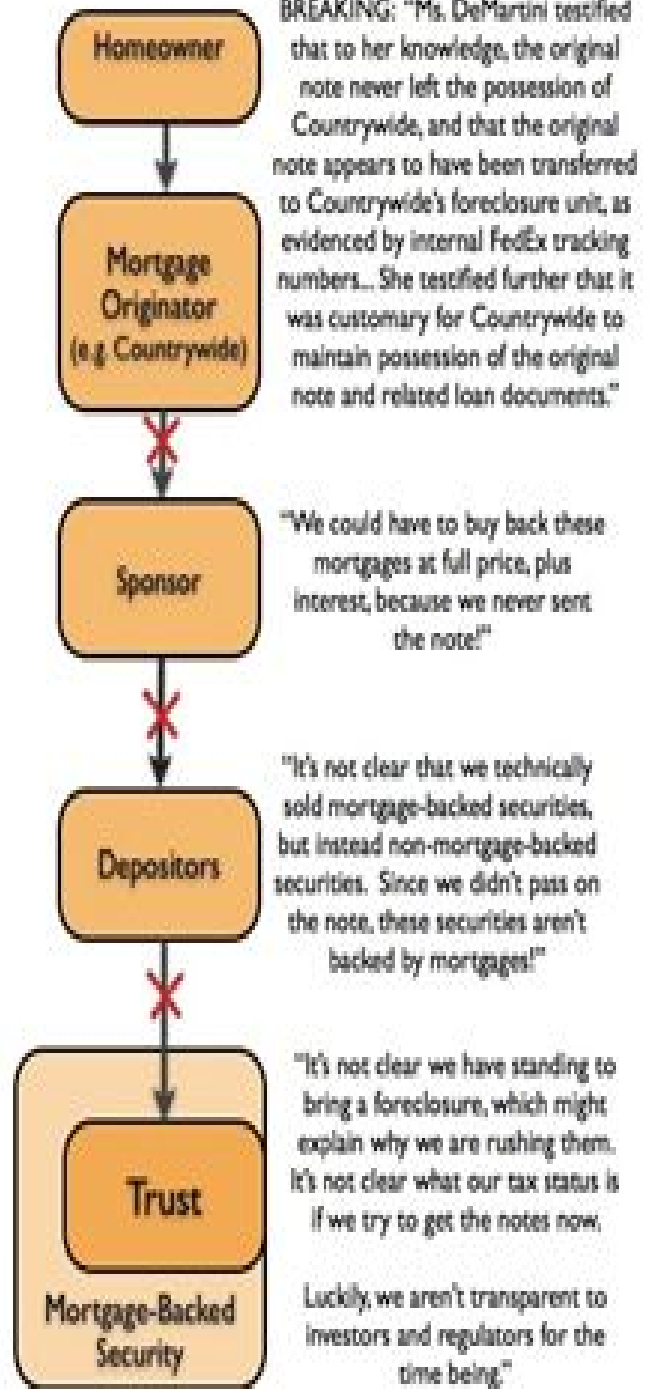 Homeowner
BREAKING: "Ms. DeMartini testified
that to her knowledge, the original
note never left the possession of
Countrywide, and that the original
note appears to have been transferred
to Countrywide's foreclosure unit, as
evidenced by internal FedEx tracking
numbers... She testified further that it
was customary for Countrywide to
maintain possession of the original
note and related loan documents."
Mortgage
Originator
(e.g. Countrywide)
Sponsor
"We could have to buy back these
mortgages at full price, plus
interest, because we never sent
the note!"
Depositors
"It's not clear that we technically
sold mortgage-backed securities,
but instead non-mortgage-backed
securities. Since we didn't pass on
the note, these securities aren't
backed by mortgages!"
Trust
Mortgage-Backed
Security
"It's not clear we have standing to
bring a foreclosure, which might
explain why we are rushing them.
It's not clear what our tax status is
if we try to get the notes now.
Luckily, we aren't transparent to
investors and regulators for the
time being."